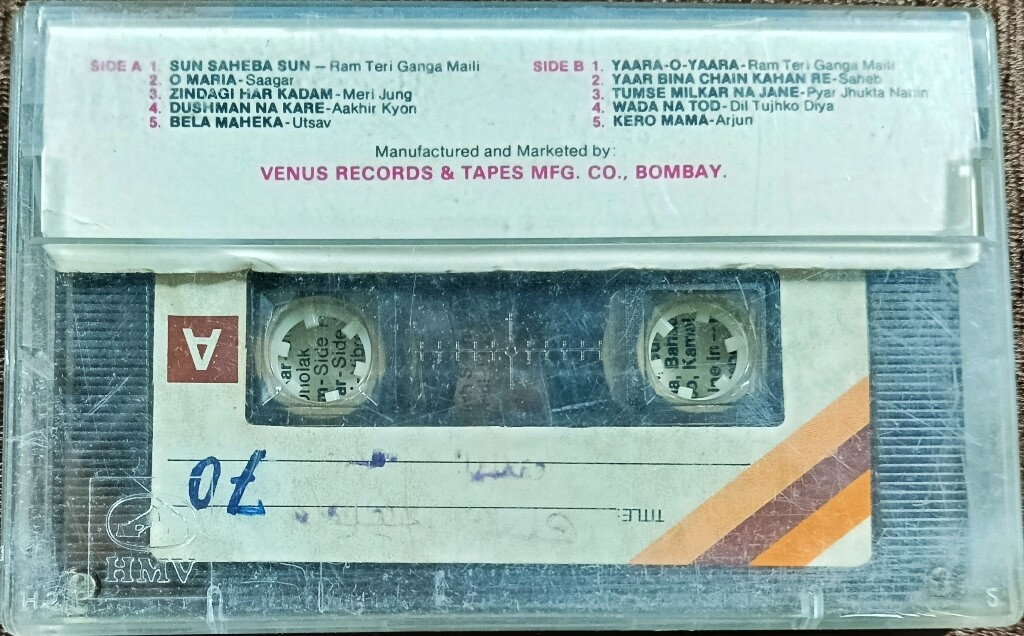 SIDE A 1. SUN SAHEBA SUN – Ram Teri Ganga Maili
2. O MARIA-Saagar
3. ZINDAGI HAR KADAM-Meri Jung
4. DUSHMAN NA KARE-Aakhir Kyon
5. BELA MAHEKA-Utsav
SIDE B 1. YAARA-O-YAARA-Ram Teri Ganga Maili
2. YAAR BINA CHAIN KAHAN RE-Saheb
3. TUMSE MILKAR NA JANE-Pyar Jhukta Nahin
4. WADA NA TOD-Dil Tujhko Diya
5. KERO MAMA-Arjun
Manufactured and Marketed by:
VENUS RECORDS & TAPES MFG. CO., BOMBAY.
A
Side
Side
70
TITLE:
HMV